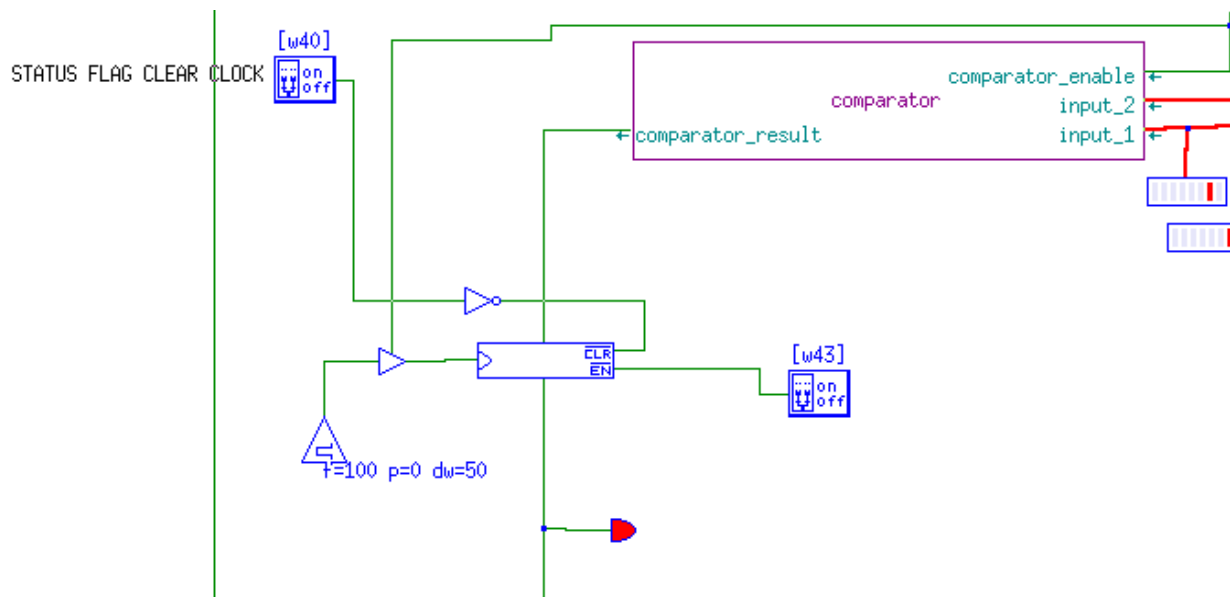 [w40]
STATUS FLAG CLEAR CLOCK
on
off
comparator_enable
comparator
input_2
comparator_result
input_1
CLR
EN
[w43]
on
off
f=100 p=0 dw=50